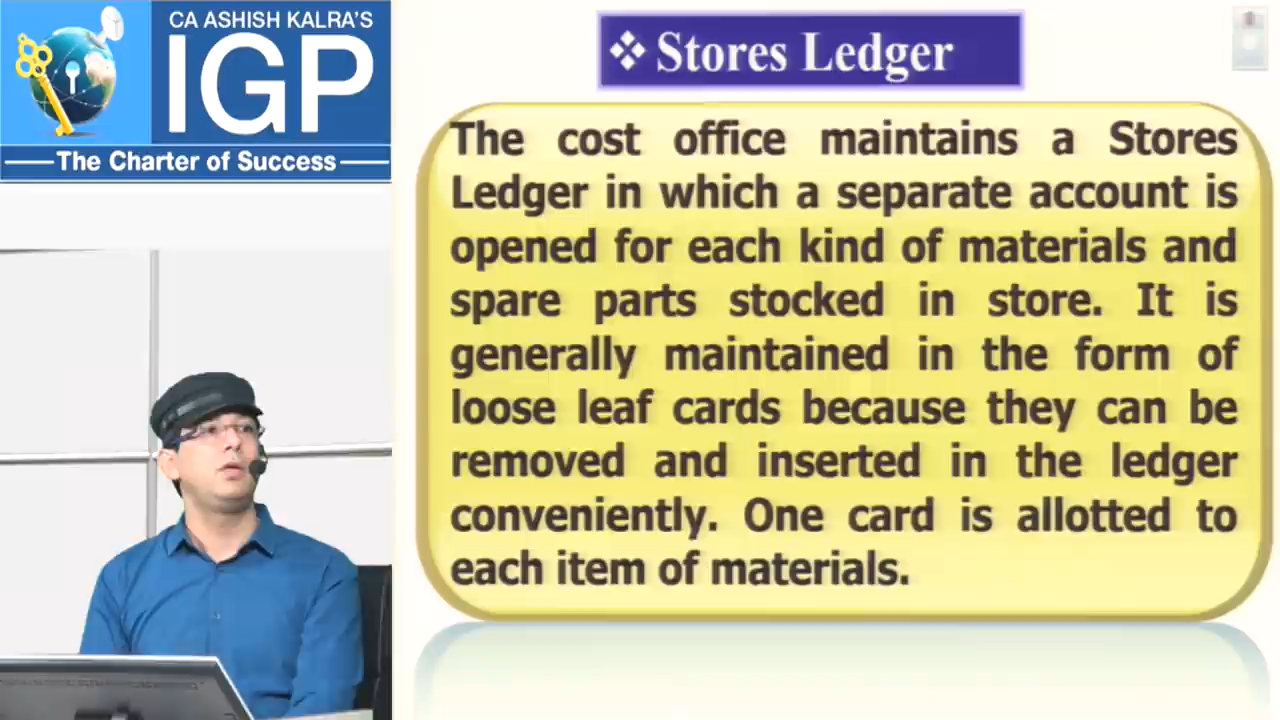 CA ASHISH KALRA'S
IGP
The Charter of Success
❖ Stores Ledger
The cost office maintains a Stores
Ledger in which a separate account is
opened for each kind of materials and
spare parts stocked in store. It is
generally maintained in the form of
loose leaf cards because they can be
removed and inserted in the ledger
conveniently. One card is allotted to
each item of materials.